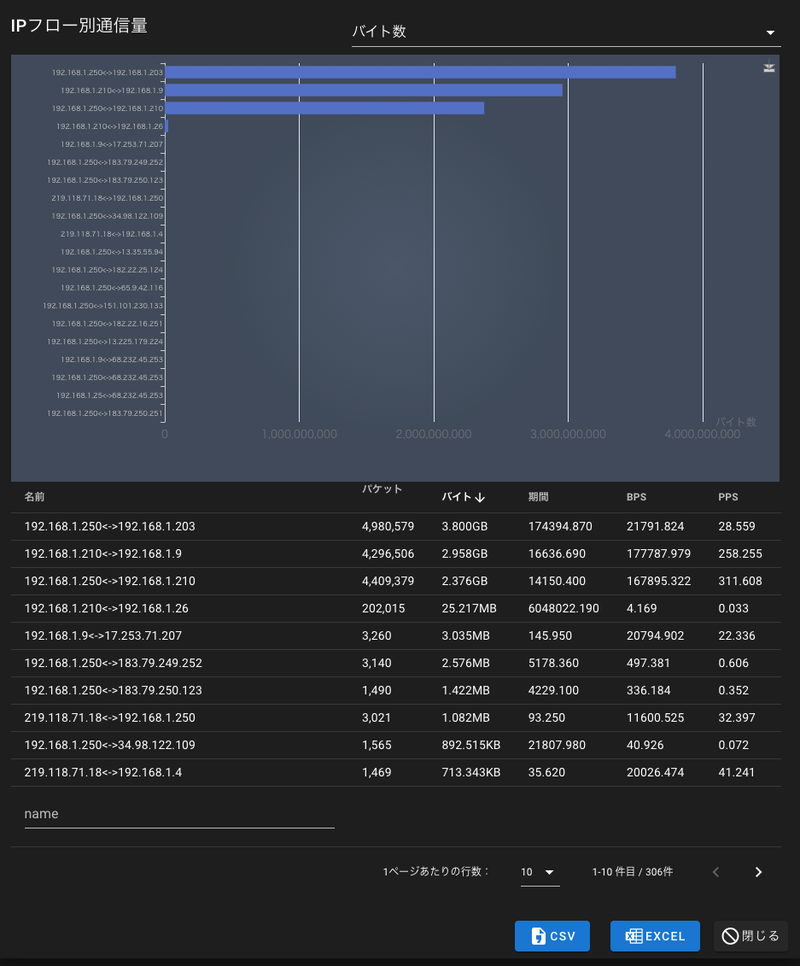 IPフロー別通信量
バイト数
192.168.1.250<->192.168.1.203
192.168.1.210<->192.168.1.9
192.168.1.250<->192.168.1.210
192.168.1.210<->192.168.1.26
192.168.1.9<->17.253.71.207
192.168.1.250<->183.79.249.252
192.168.1.250<->183.79.250.123
219.118.71.18<->192.168.1.250
192.168.1.250<->34.98.122.109
219.118.71.18<->192.168.1.4
192.168.1.250<->13.35.55.94
192.168.1.250<->182.22.25.124
192.168.1.250<->65.9.42.116
192.168.1.250<->151.101.230.133
192.168.1.250<->182.22.16.251
192.168.1.250<->13.225.179.224
192.168.1.9<->68.232.45.253
192.168.1.250<->68.232.45.253
192.168.1.25<->68.232.45.253
192.168.1.250<->183.79.250.251
バイト数
0 1,000,000,000 2,000,000,000 3,000,000,000 4,000,000,000
名前 パケット バイト↓ 期間 BPS PPS
192.168.1.250<->192.168.1.203 4,980,579 3.800GB 174394.870 21791.824 28.559
192.168.1.210<->192.168.1.9 4,296,506 2.958GB 16636.690 177787.979 258.255
192.168.1.250<->192.168.1.210 4,409,379 2.376GB 14150.400 167895.322 311.608
192.168.1.210<->192.168.1.26 202,015 25.217MB 6048022.190 4.169 0.033
192.168.1.9<->17.253.71.207 3,260 3.035MB 145.950 20794.902 22.336
192.168.1.250<->183.79.249.252 3,140 2.576MB 5178.360 497.381 0.606
192.168.1.250<->183.79.250.123 1,490 1.422MB 4229.100 336.184 0.352
219.118.71.18<->192.168.1.250 3,021 1.082MB 93.250 11600.525 32.397
192.168.1.250<->34.98.122.109 1,565 892.515KB 21807.980 40.926 0.072
219.118.71.18<->192.168.1.4 1,469 713.343KB 35.620 20026.474 41.241
name
1ページあたりの行数： 10 1-10 件目 / 306件
CSV EXCEL 閉じる